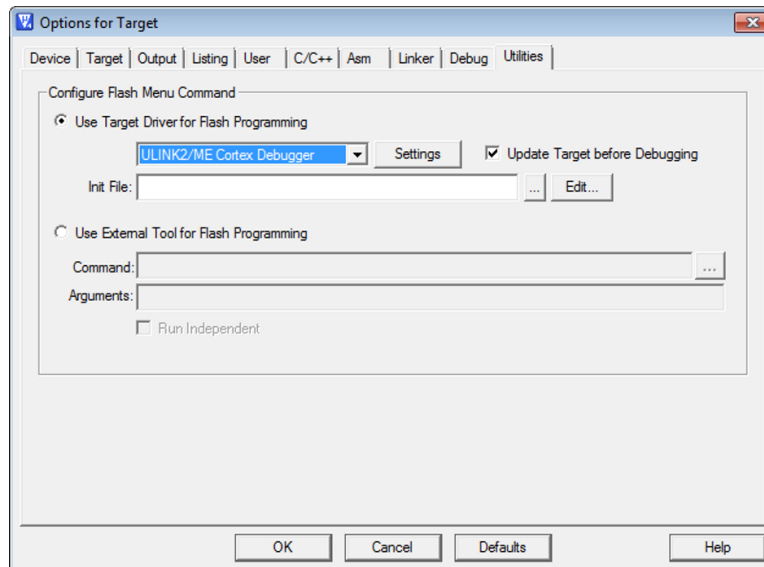 Options for Target
Device Target Output Listing User C/C++ Asm Linker Debug Utilities
Configure Flash Menu Command
Use Target Driver for Flash Programming
ULINK2/ME Cortex Debugger Settings Update Target before Debugging
Init File: ... Edit...
Use External Tool for Flash Programming
Command: ...
Arguments:
Run Independent
OK Cancel Defaults Help